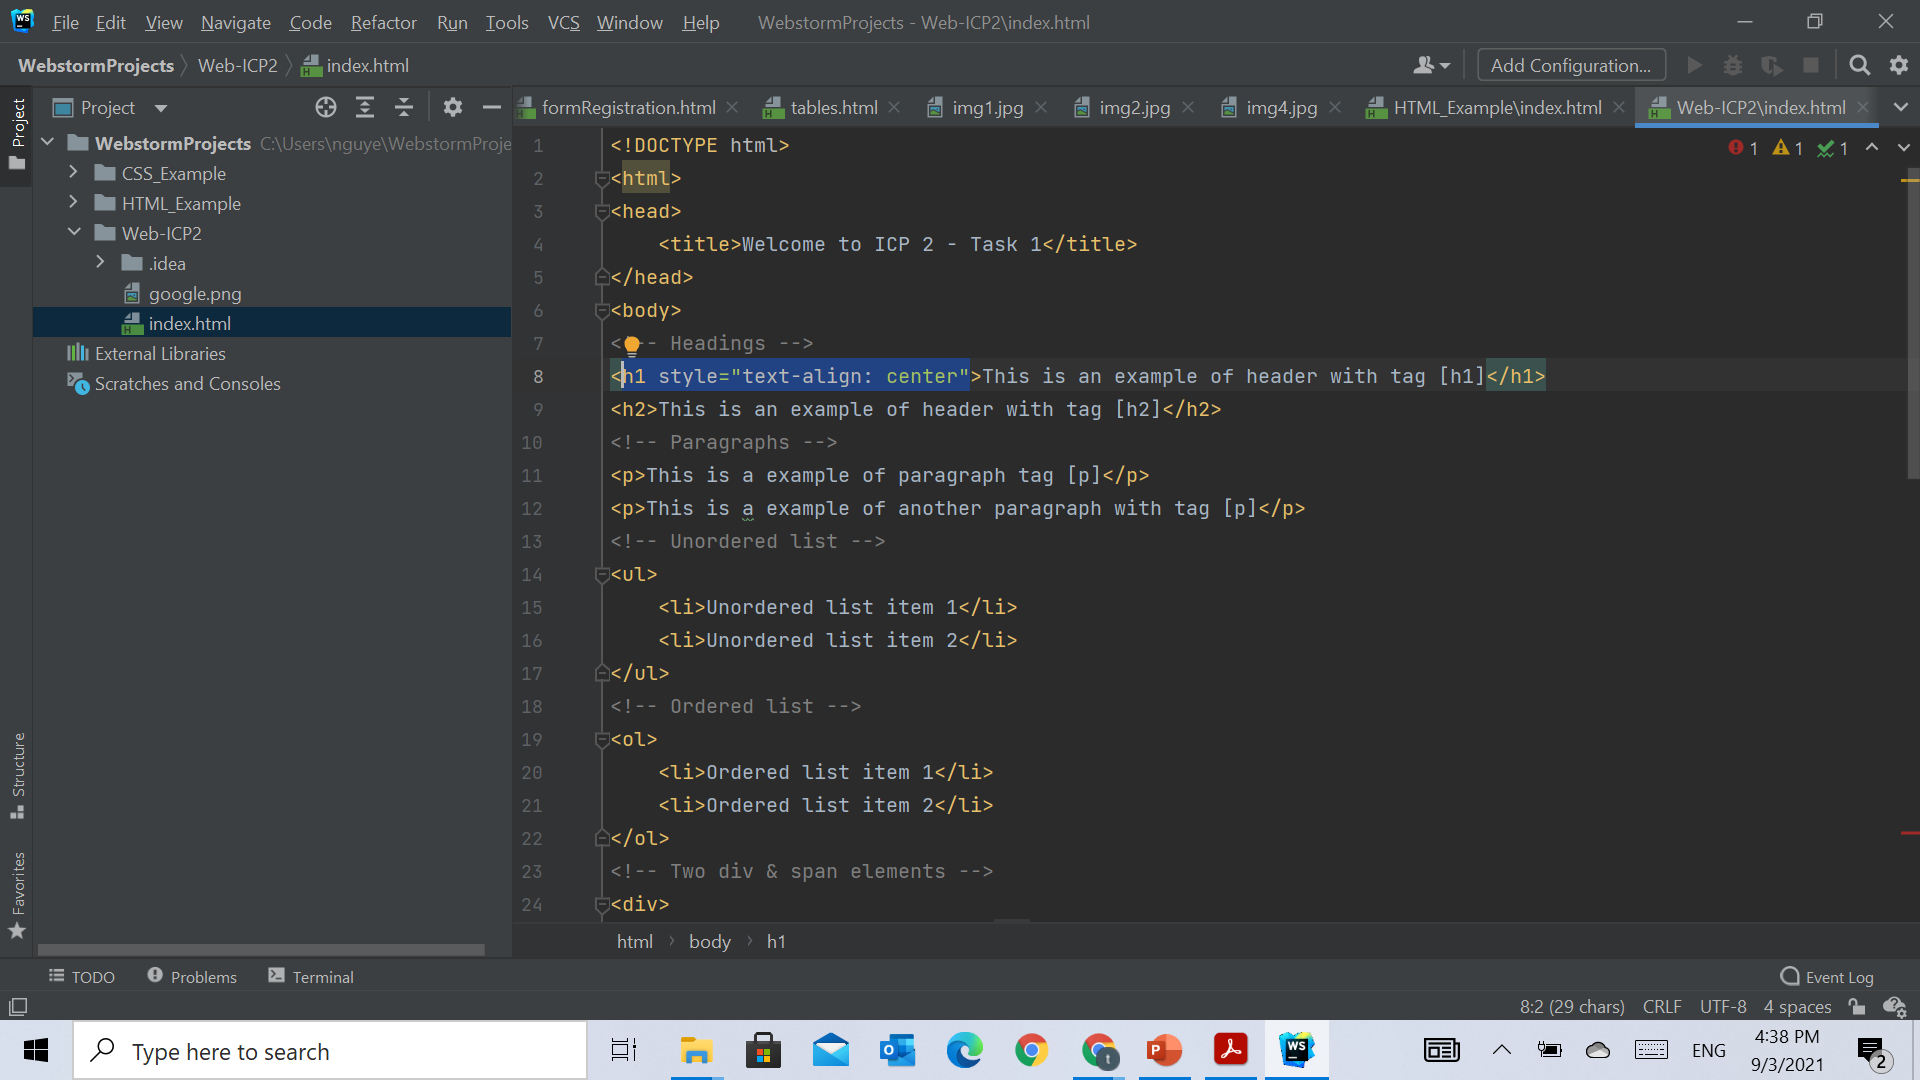 File Edit View Navigate Code Refactor Run Tools VCS Window Help WebstormProjects - Web-ICP2\index.html
WebstormProjects Web-ICP2 index.html Add Configuration...
Project
Project formRegistration.html tables.html img1.jpg img2.jpg img4.jpg HTML_Example\index.html Web-ICP2\index.html
WebstormProjects C:\Users\nguye\WebstormProje
CSS_Example
HTML_Example
Web-ICP2
.idea
google.png
index.html
External Libraries
Scratches and Consoles
Structure
Favorites
1 1 1
1 <!DOCTYPE html>
2 <html>
3 <head>
4 <title>Welcome to ICP 2 - Task 1</title>
5 </head>
6 <body>
7 <!-- Headings -->
8 <h1 style="text-align: center">This is an example of header with tag [h1]</h1>
9 <h2>This is an example of header with tag [h2]</h2>
10 <!-- Paragraphs -->
11 <p>This is a example of paragraph tag [p]</p>
12 <p>This is a example of another paragraph with tag [p]</p>
13 <!-- Unordered list -->
14 <ul>
15 <li>Unordered list item 1</li>
16 <li>Unordered list item 2</li>
17 </ul>
18 <!-- Ordered list -->
19 <ol>
20 <li>Ordered list item 1</li>
21 <li>Ordered list item 2</li>
22 </ol>
23 <!-- Two div & span elements -->
24 <div>
html body h1
TODO Problems Terminal Event Log
8:2 (29 chars) CRLF UTF-8 4 spaces
Type here to search
ENG
4:38 PM
9/3/2021
2